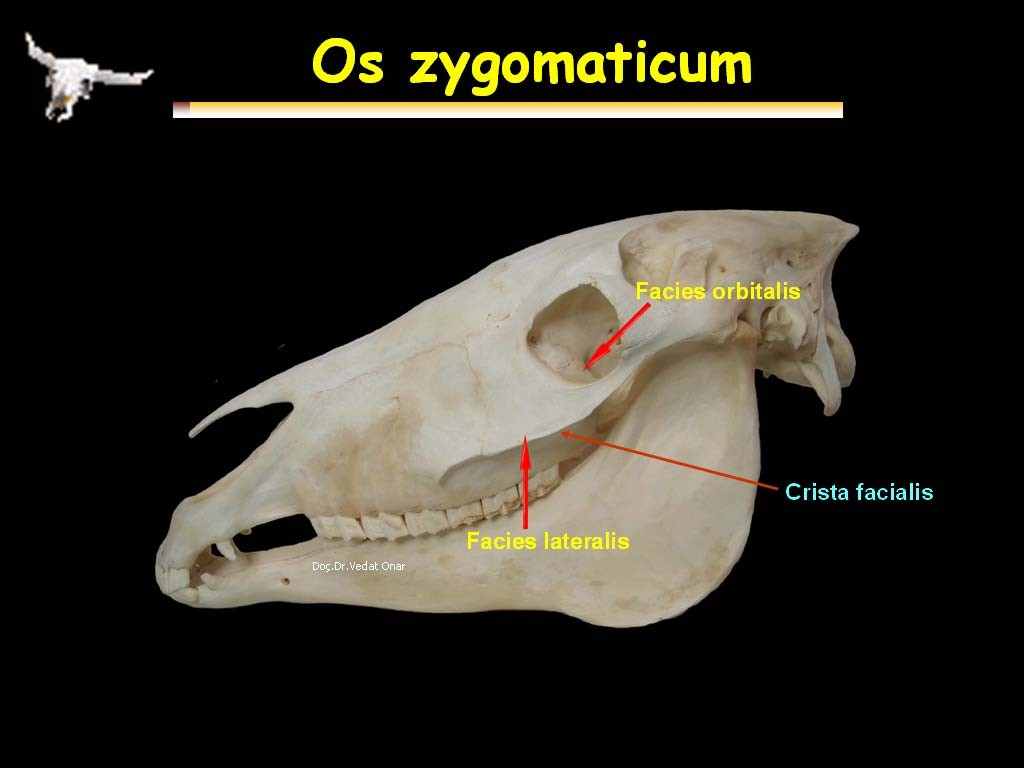 Os zygomaticum
Facies orbitalis
Crista facialis
Facies lateralis
Doç.Dr.Vedat Onar